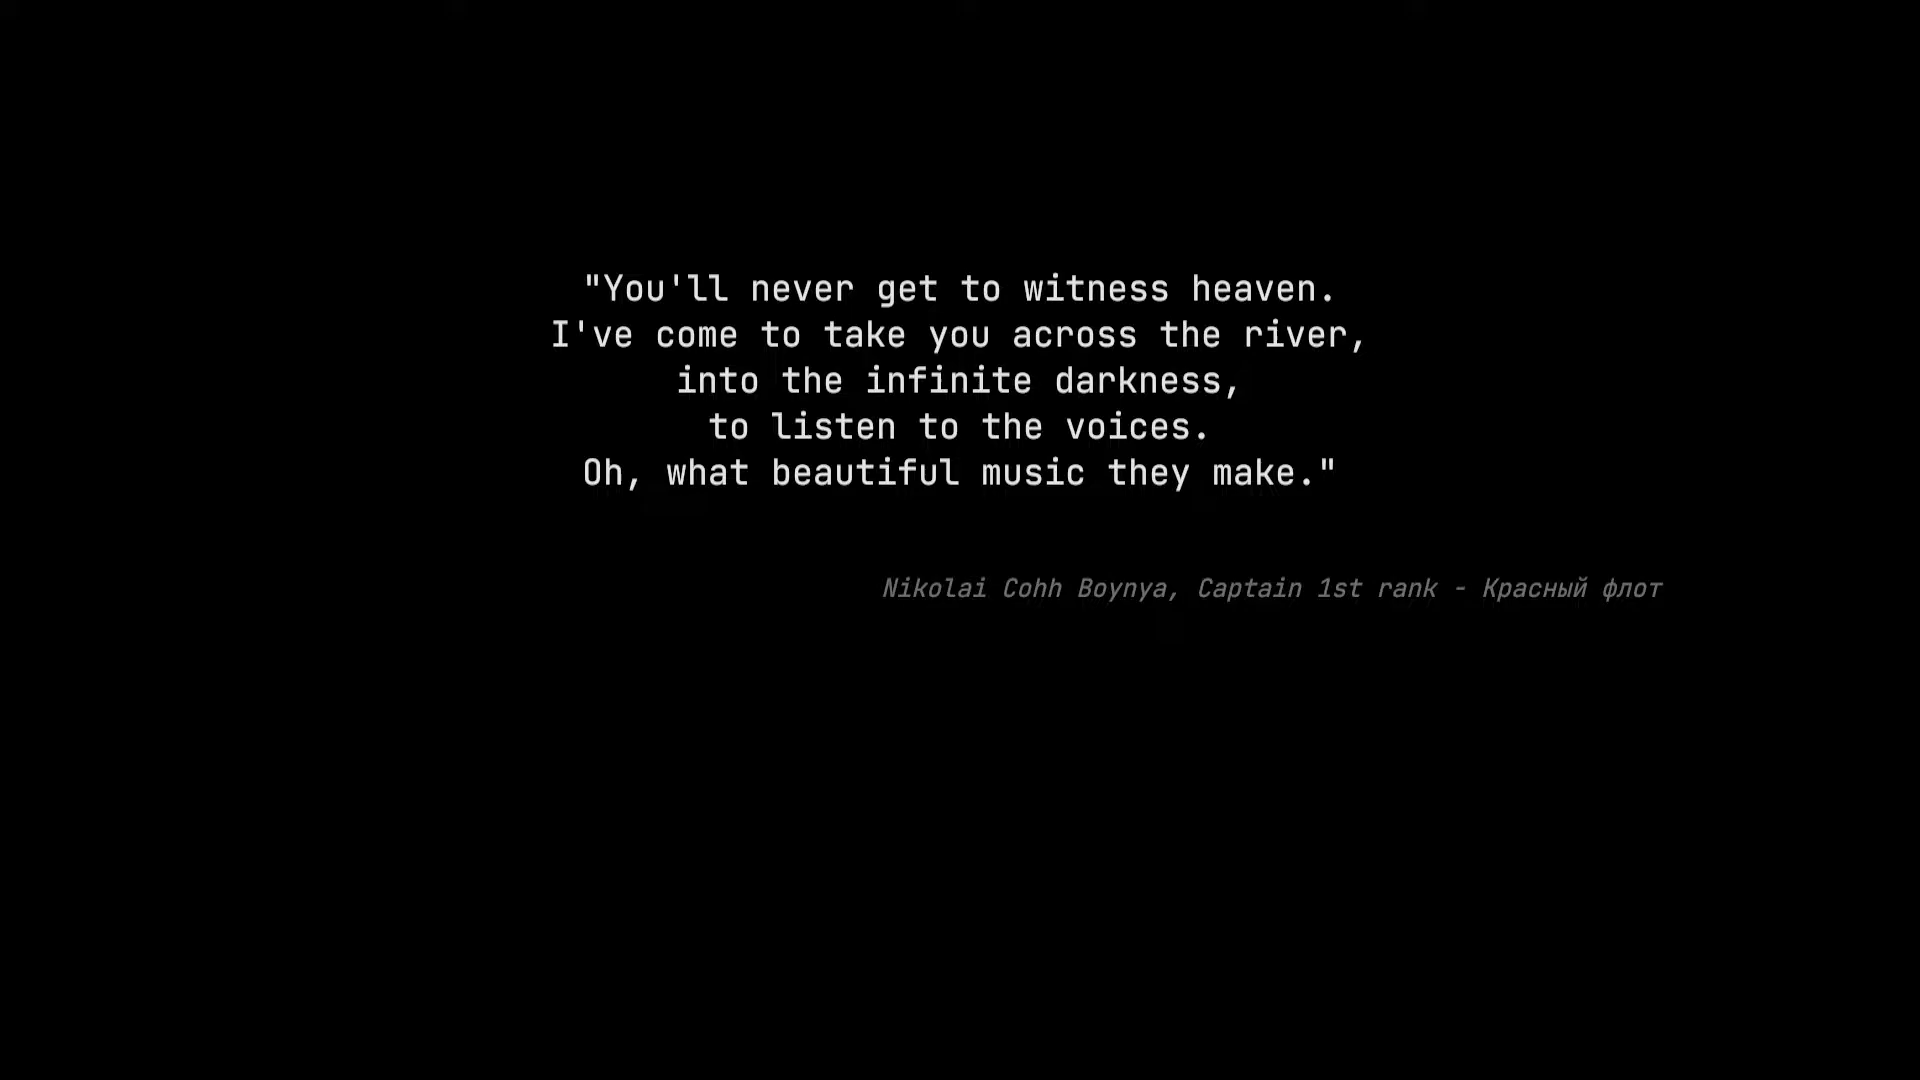 "You'll never get to witness heaven.
I've come to take you across the river,
into the infinite darkness,
to listen to the voices.
Oh, what beautiful music they make."
Nikolai Cohh Boynya, Captain 1st rank - Красный флот